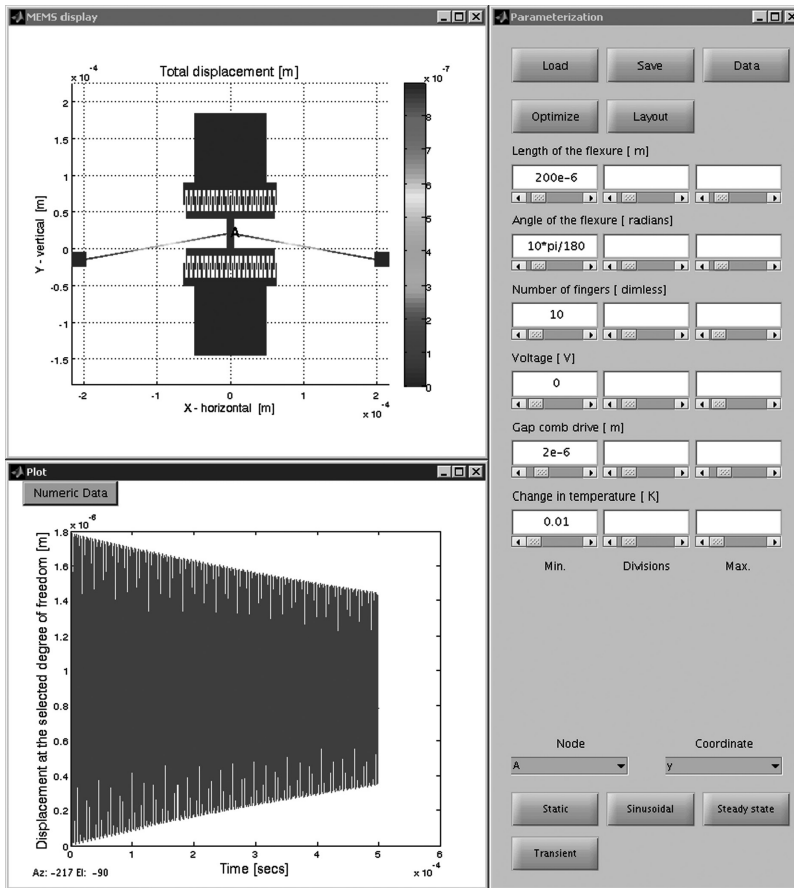 MEMS display
Total displacement [m]
x 10^-4
x 10^-7
2
1.5
1
0.5
0
-0.5
-1
-1.5
Y - vertical [m]
A
8
7
6
5
4
3
2
1
0
-2
-1
0
1
2
X - horizontal [m]
x 10^-4
Plot
Numeric Data
x 10^-6
1.8
1.6
1.4
1.2
1
0.8
0.6
0.4
0.2
0
Displacement at the selected degree of freedom [m]
0
1
2
3
4
5
6
Time [secs]
x 10^-4
Az: -217 El: -90
Parameterization
Load
Save
Data
Optimize
Layout
Length of the flexure [ m]
200e-6
Angle of the flexure [ radians]
10*pi/180
Number of fingers [ dimless]
10
Voltage [ V]
0
Gap comb drive [ m]
2e-6
Change in temperature [ K]
0.01
Min.
Divisions
Max.
Node
Coordinate
A
y
Static
Sinusoidal
Steady state
Transient